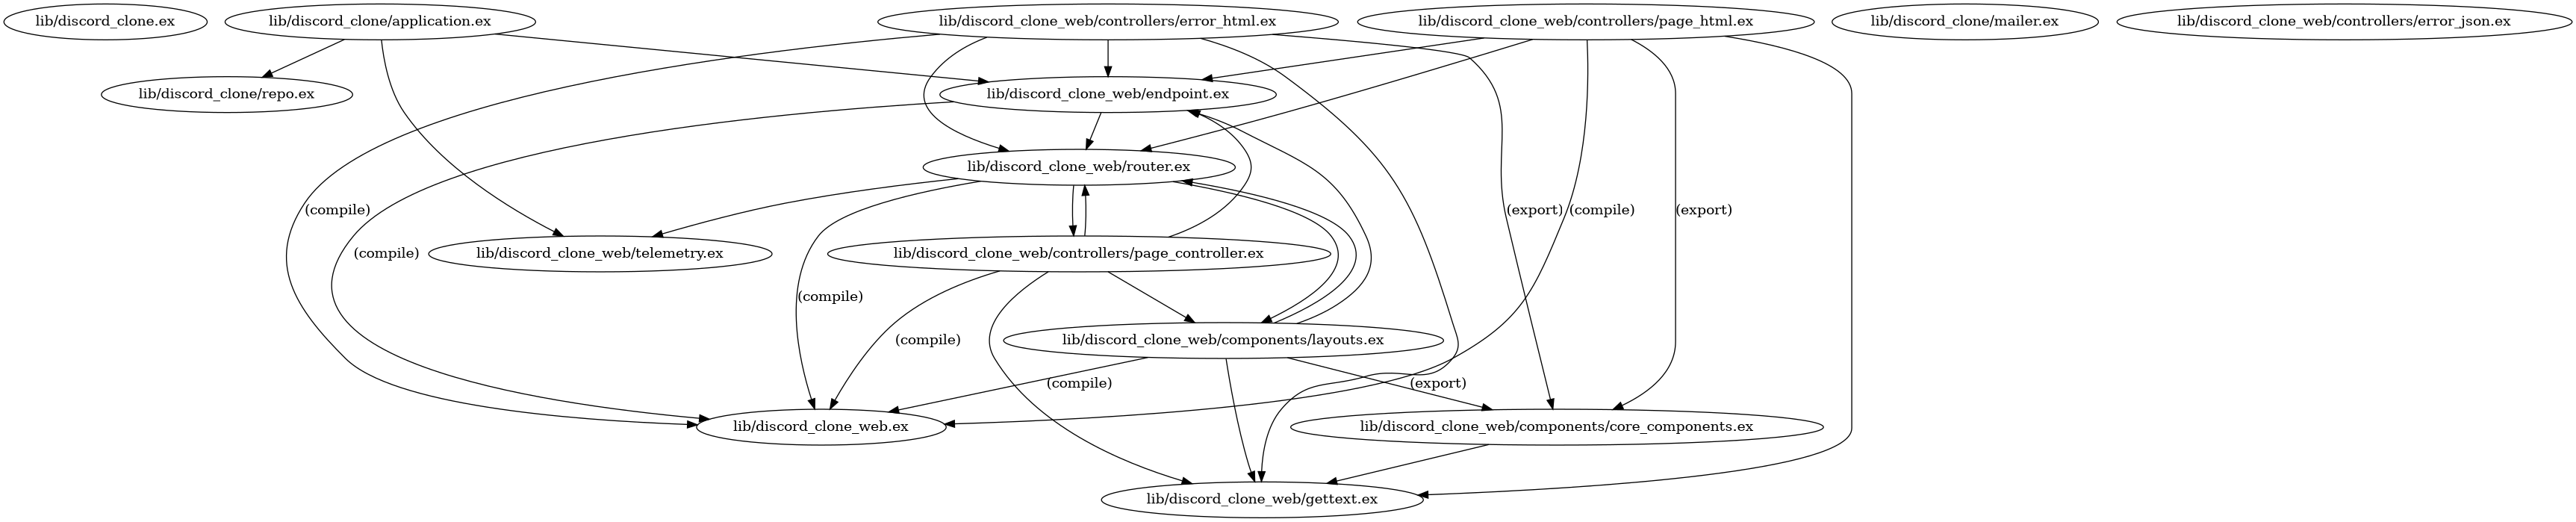 lib/discord_clone.ex
lib/discord_clone/application.ex
lib/discord_clone_web/controllers/error_html.ex
lib/discord_clone_web/controllers/page_html.ex
lib/discord_clone/mailer.ex
lib/discord_clone_web/controllers/error_json.ex
lib/discord_clone/repo.ex
lib/discord_clone_web/endpoint.ex
lib/discord_clone_web/router.ex
(compile)
(export)
(compile)
(export)
(compile)
lib/discord_clone_web/telemetry.ex
lib/discord_clone_web/controllers/page_controller.ex
(compile)
(compile)
lib/discord_clone_web/components/layouts.ex
(compile)
(export)
lib/discord_clone_web.ex
lib/discord_clone_web/components/core_components.ex
lib/discord_clone_web/gettext.ex